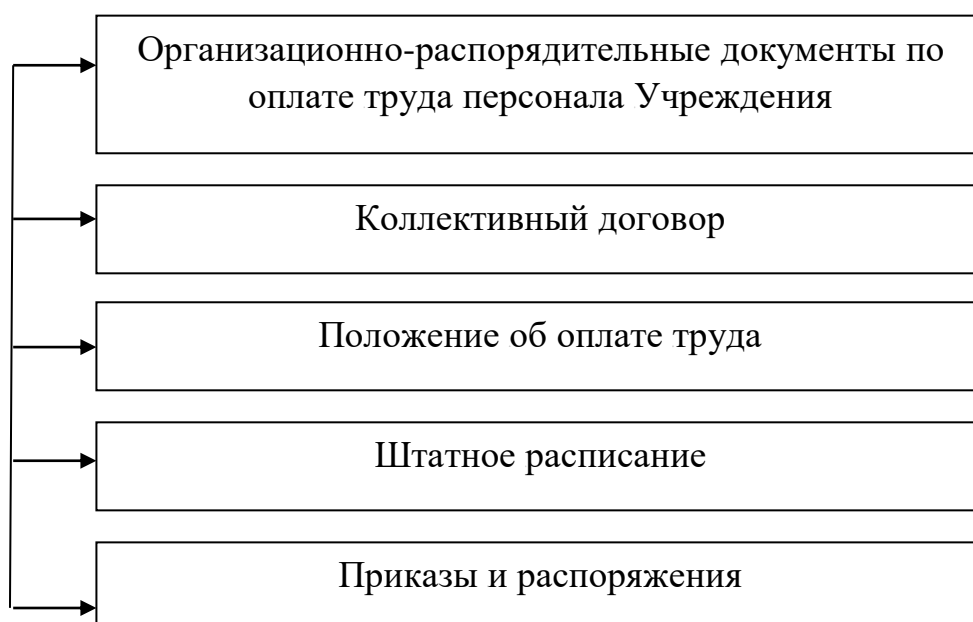 Организационно-распорядительные документы по
оплате труда персонала Учреждения
Коллективный договор
Положение об оплате труда
Штатное расписание
Приказы и распоряжения